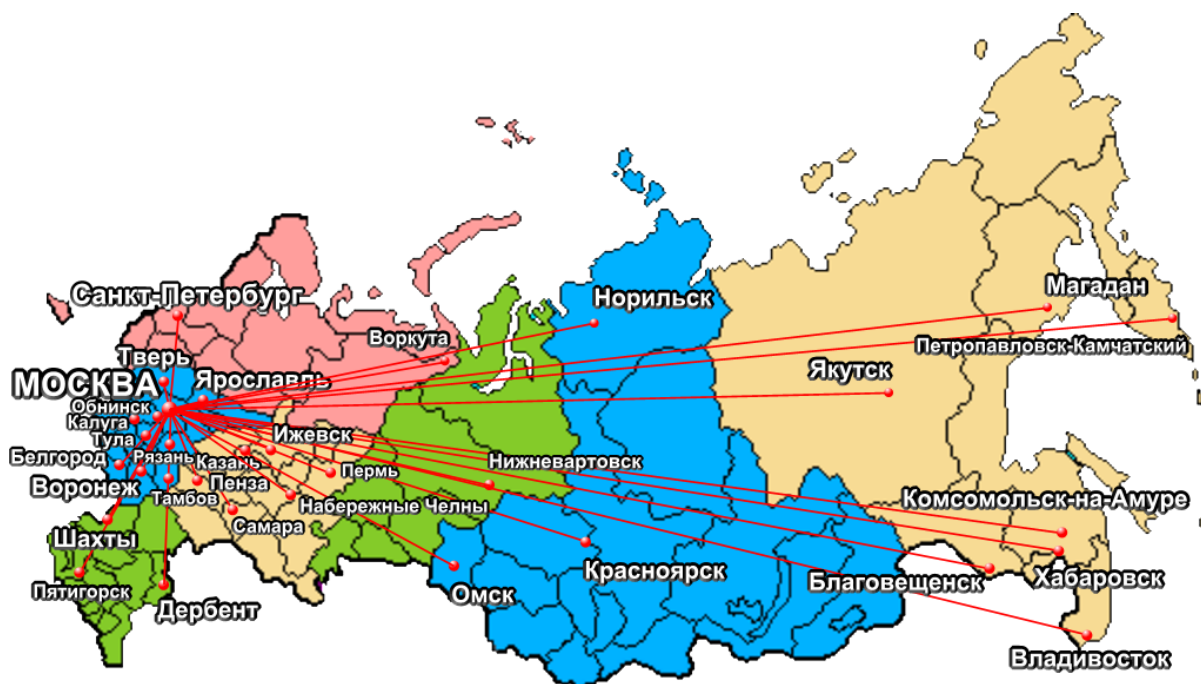 Норильск
Магадан
Санкт-Петербург
Воркута
Петропавловск-Камчатский
Тверь
Якутск
МОСКВА
Ярославль
Обнинск
Калуга
Тула
Ижевск
Белгород
Рязань
Казань
Пермь
Нижневартовск
Воронеж
Пенза
Тамбов
Набережные Челны
Комсомольск-на-Амуре
Самара
Шахты
Красноярск
Благовещенск
Хабаровск
Пятигорск
Омск
Дербент
Владивосток